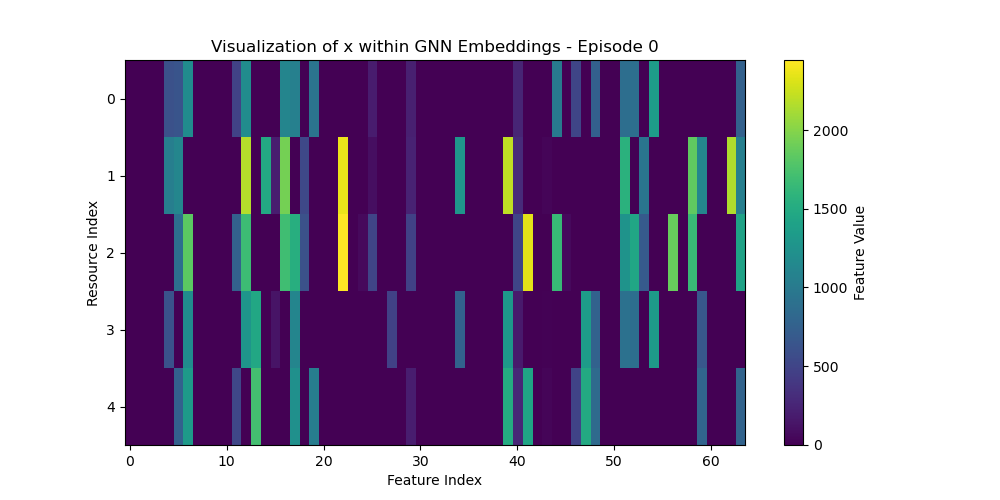 Visualization of x within GNN Embeddings - Episode 0
0
1
2
3
4
Resource Index
0 10 20 30 40 50 60
Feature Index
2000
1500
1000
500
0
Feature Value